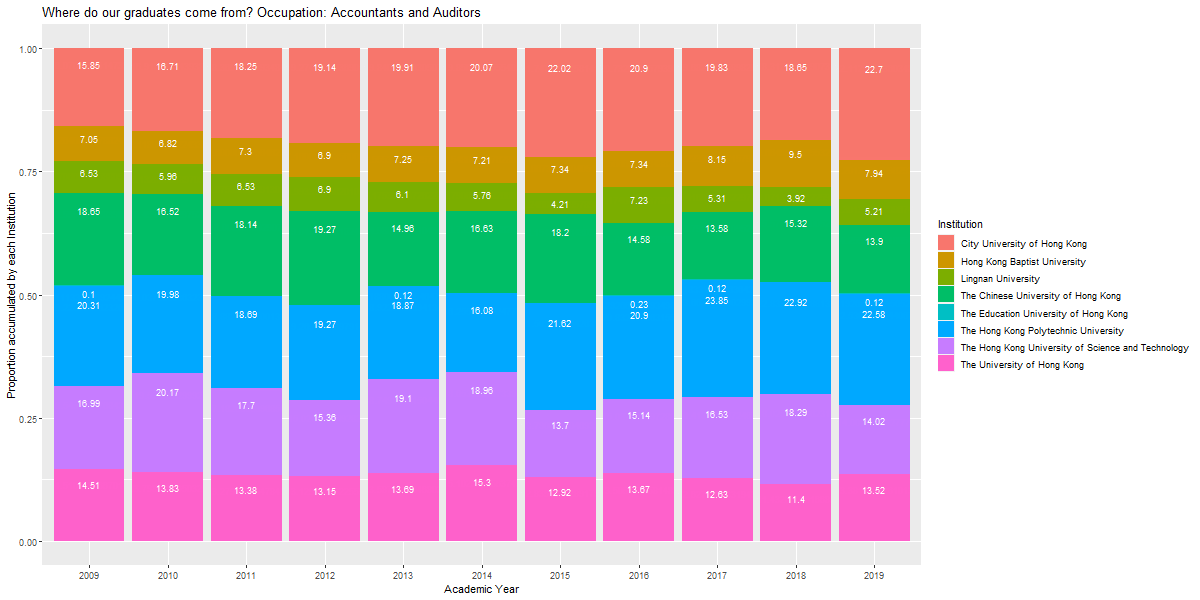 Where do our graduates come from? Occupation: Accountants and Auditors
Proportion accumulated by each institution
1.00
0.75
0.50
0.25
0.00
15.85 16.71 18.25 19.14 19.91 20.07 22.02 20.9 19.83 18.65 22.7
7.05 6.82 7.3 6.9 7.25 7.21 7.34 7.34 8.15 9.5 7.94
6.53 5.96 6.53 6.9 6.1 5.76 4.21 7.23 5.31 3.92 5.21
18.65 16.52 18.14 19.27 14.96 16.63 18.2 14.58 13.58 15.32 13.9
0.1 0.12 0.23 0.12 0.12
20.31 19.98 18.69 19.27 18.87 16.08 21.62 20.9 23.85 22.92 22.58
16.99 20.17 17.7 15.36 19.1 18.96 13.7 15.14 16.53 18.29 14.02
14.51 13.83 13.38 13.15 13.69 15.3 12.92 13.67 12.63 11.4 13.52
2009 2010 2011 2012 2013 2014 2015 2016 2017 2018 2019
Academic Year
Institution
City University of Hong Kong
Hong Kong Baptist University
Lingnan University
The Chinese University of Hong Kong
The Education University of Hong Kong
The Hong Kong Polytechnic University
The Hong Kong University of Science and Technology
The University of Hong Kong